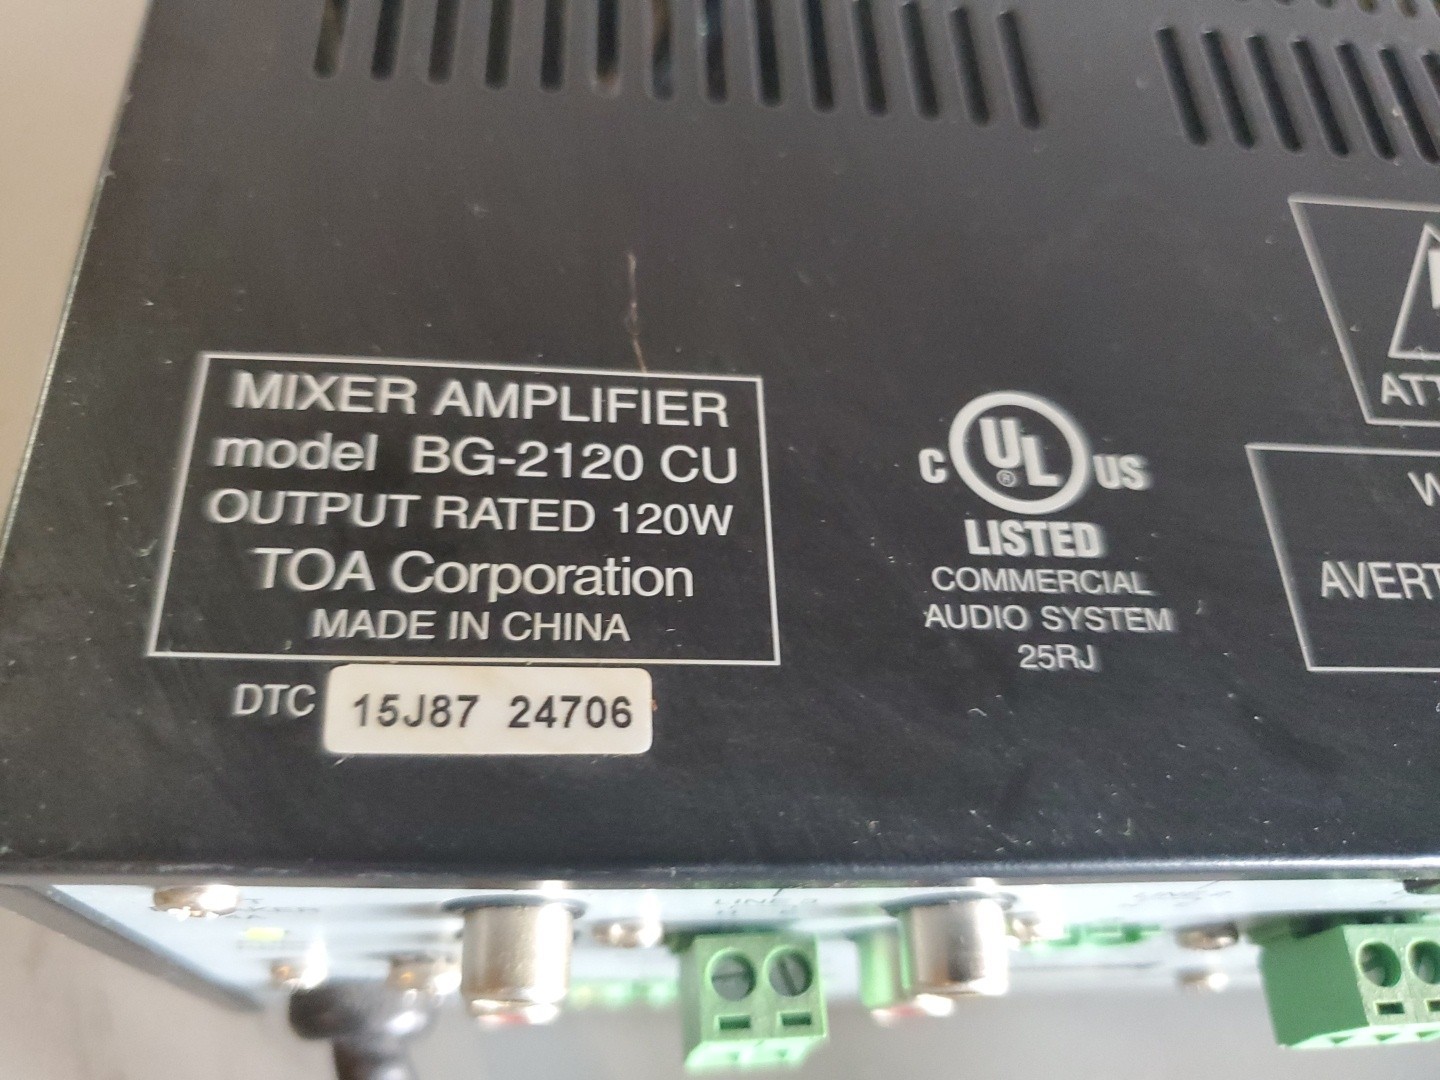 MIXER AMPLIFIER
model BG-2120 CU
OUTPUT RATED 120W
TOA Corporation
MADE IN CHINA
DTC 15J87 24706
C UL ® US
LISTED
COMMERCIAL
AUDIO SYSTEM
25RJ